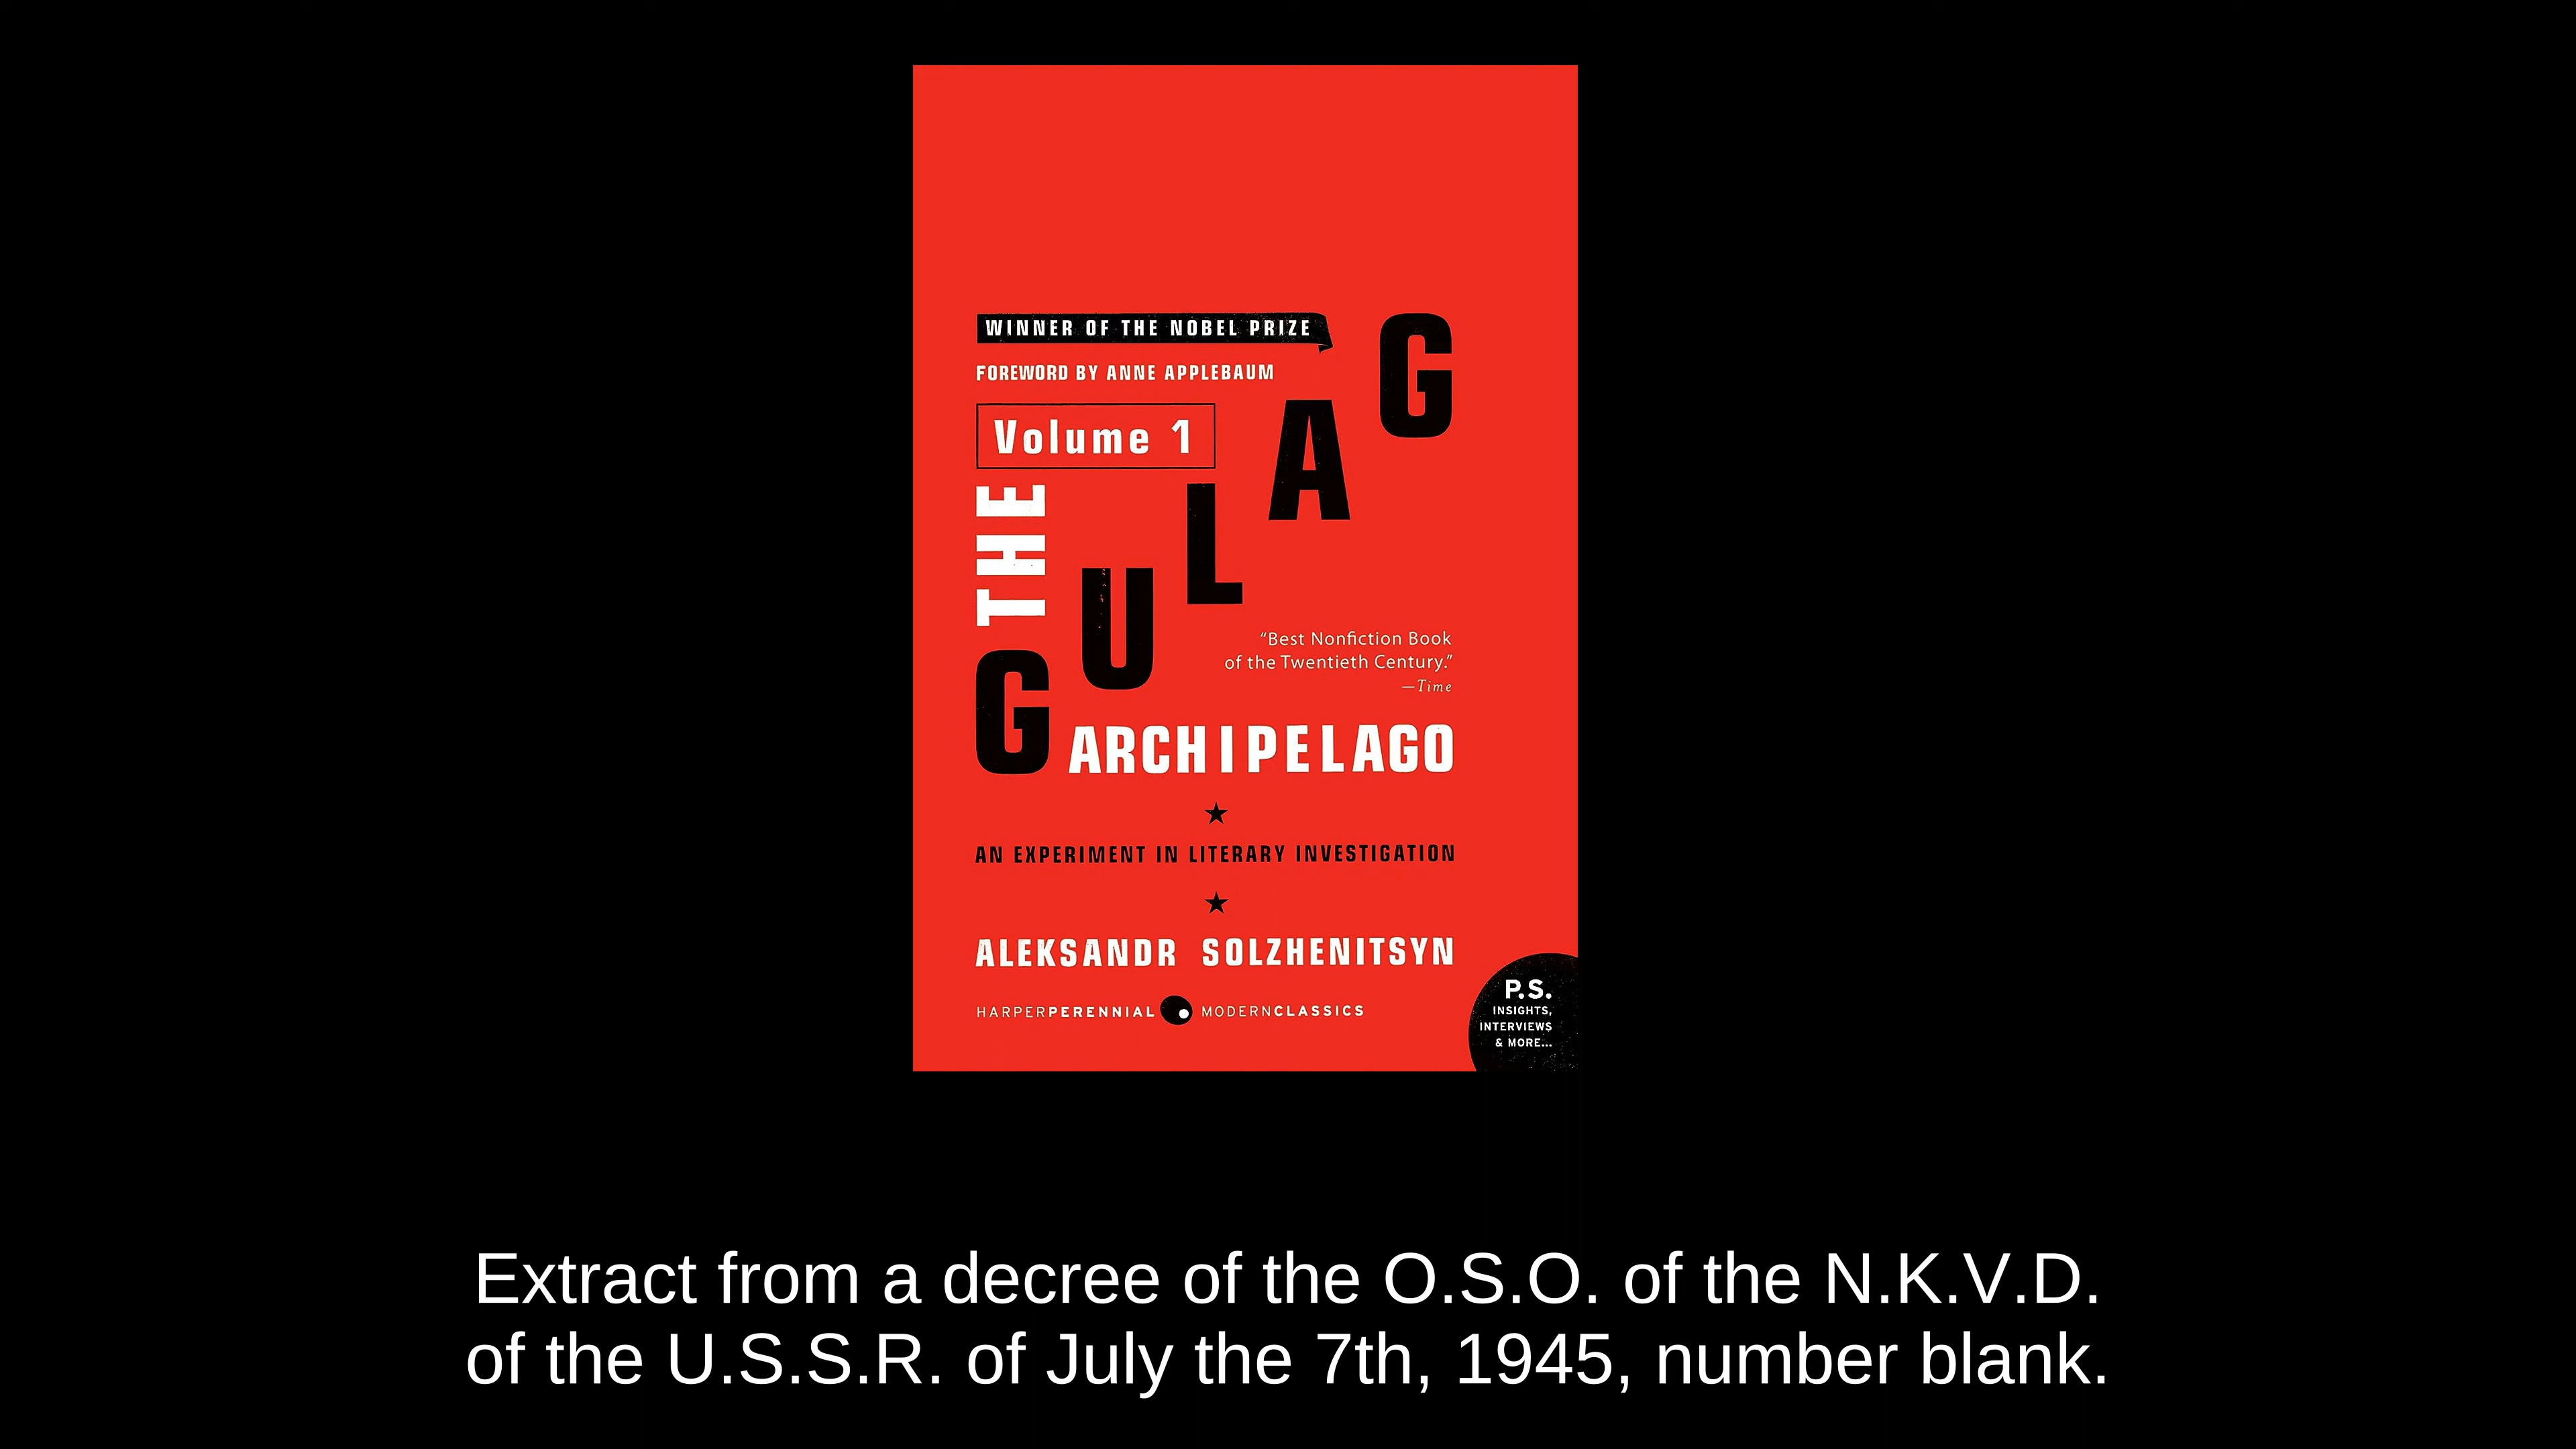 WINNER OF THE NOBEL PRIZE
FOREWORD BY ANNE APPLEBAUM
Volume 1
THE
GULAG
ARCHIPELAGO
“Best Nonfiction Book
of the Twentieth Century.”
—Time
AN EXPERIMENT IN LITERARY INVESTIGATION
ALEKSANDR SOLZHENITSYN
HARPERPERENNIAL MODERNCLASSICS
P.S.
INSIGHTS,
INTERVIEWS
& MORE...
Extract from a decree of the O.S.O. of the N.K.V.D.
of the U.S.S.R. of July the 7th, 1945, number blank.